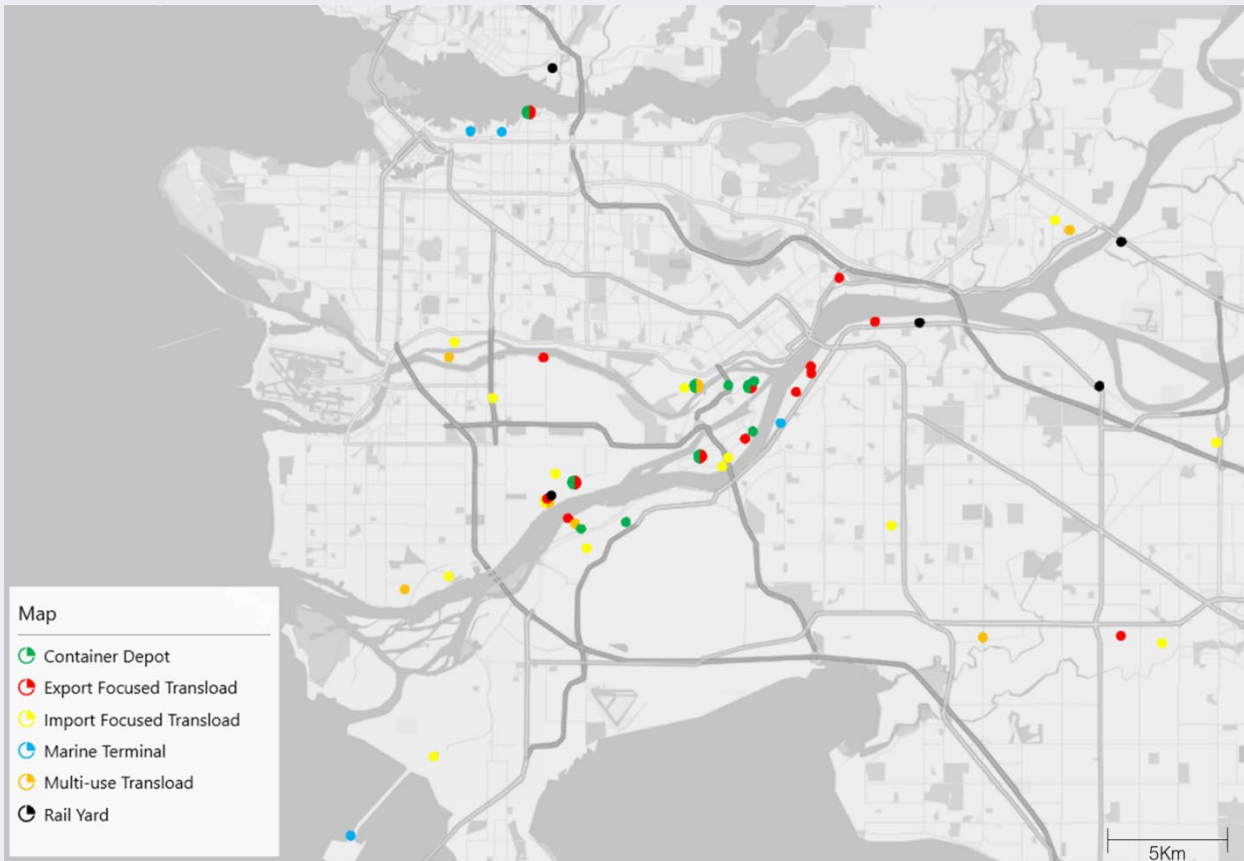 Map
Container Depot
Export Focused Transload
Import Focused Transload
Marine Terminal
Multi-use Transload
Rail Yard
5Km